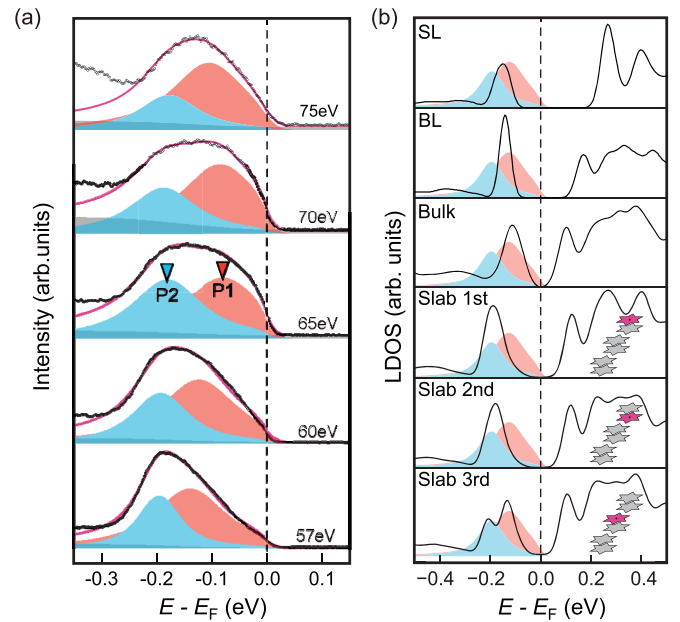 (a)
75eV
70eV
65eV
P2
P1
60eV
57eV
Intensity (arb.units)
-0.3 -0.2 -0.1 0.0 0.1
E - EF (eV)
(b)
SL
BL
Bulk
Slab 1st
Slab 2nd
Slab 3rd
LDOS (arb. units)
-0.4 -0.2 0.0 0.2 0.4
E - EF (eV)